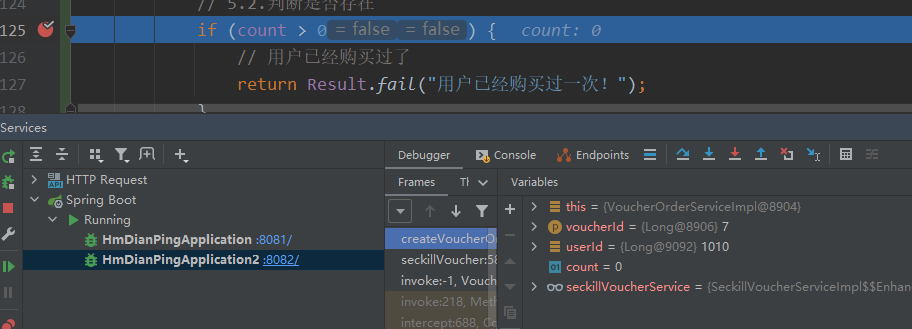 124 // 5.2.判断是否存在
125 if (count > 0 = false = false ) { count: 0
126 // 用户已经购买过了
127 return Result.fail("用户已经购买过一次！");
128 }
Services
Debugger Console Endpoints
HTTP Request
Frames Th Variables
Spring Boot
Running
this = {VoucherOrderServiceImpl@8904}
voucherId = {Long@8906} 7
HmDianPingApplication :8081/
createVoucherO
userId = {Long@9092} 1010
HmDianPingApplication2 :8082/
seckillVoucher:58
count = 0
invoke:-1, Vouch
seckillVoucherService = {SeckillVoucherServiceImpl$$Enhan
invoke:218, Meth
intercept:688, Co